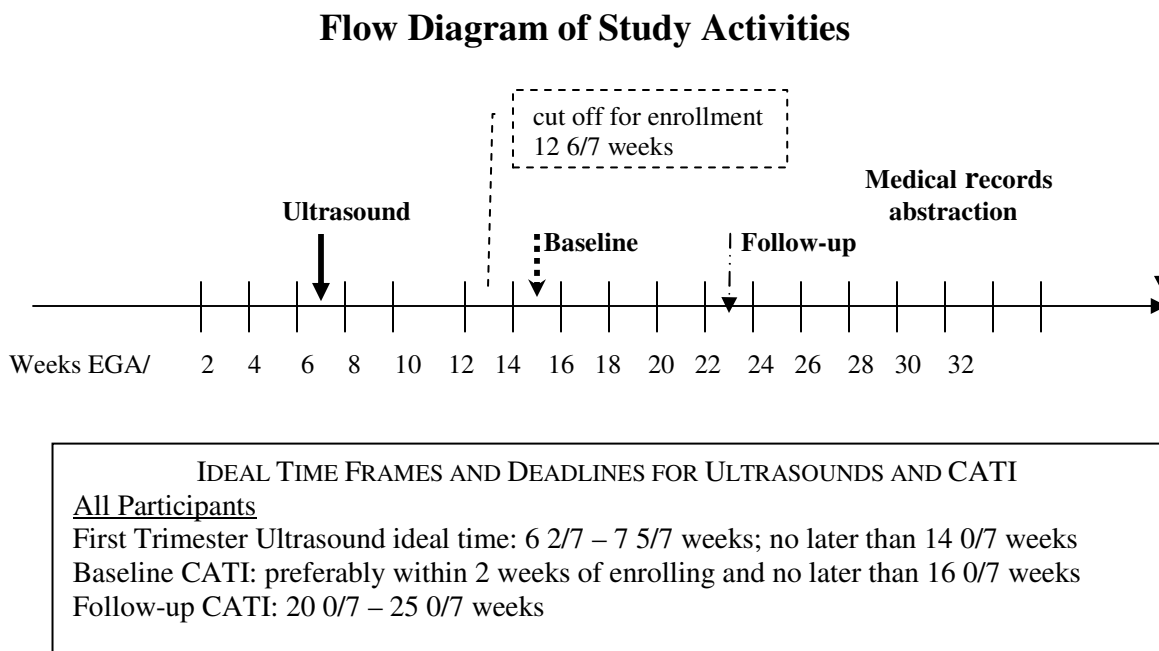 Flow Diagram of Study Activities
cut off for enrollment
12 6/7 weeks
Medical records
abstraction
Ultrasound
Baseline
Follow-up
Weeks EGA/ 2 4 6 8 10 12 14 16 18 20 22 24 26 28 30 32
IDEAL TIME FRAMES AND DEADLINES FOR ULTRASOUNDS AND CATI
All Participants
First Trimester Ultrasound ideal time: 6 2/7 – 7 5/7 weeks; no later than 14 0/7 weeks
Baseline CATI: preferably within 2 weeks of enrolling and no later than 16 0/7 weeks
Follow-up CATI: 20 0/7 – 25 0/7 weeks